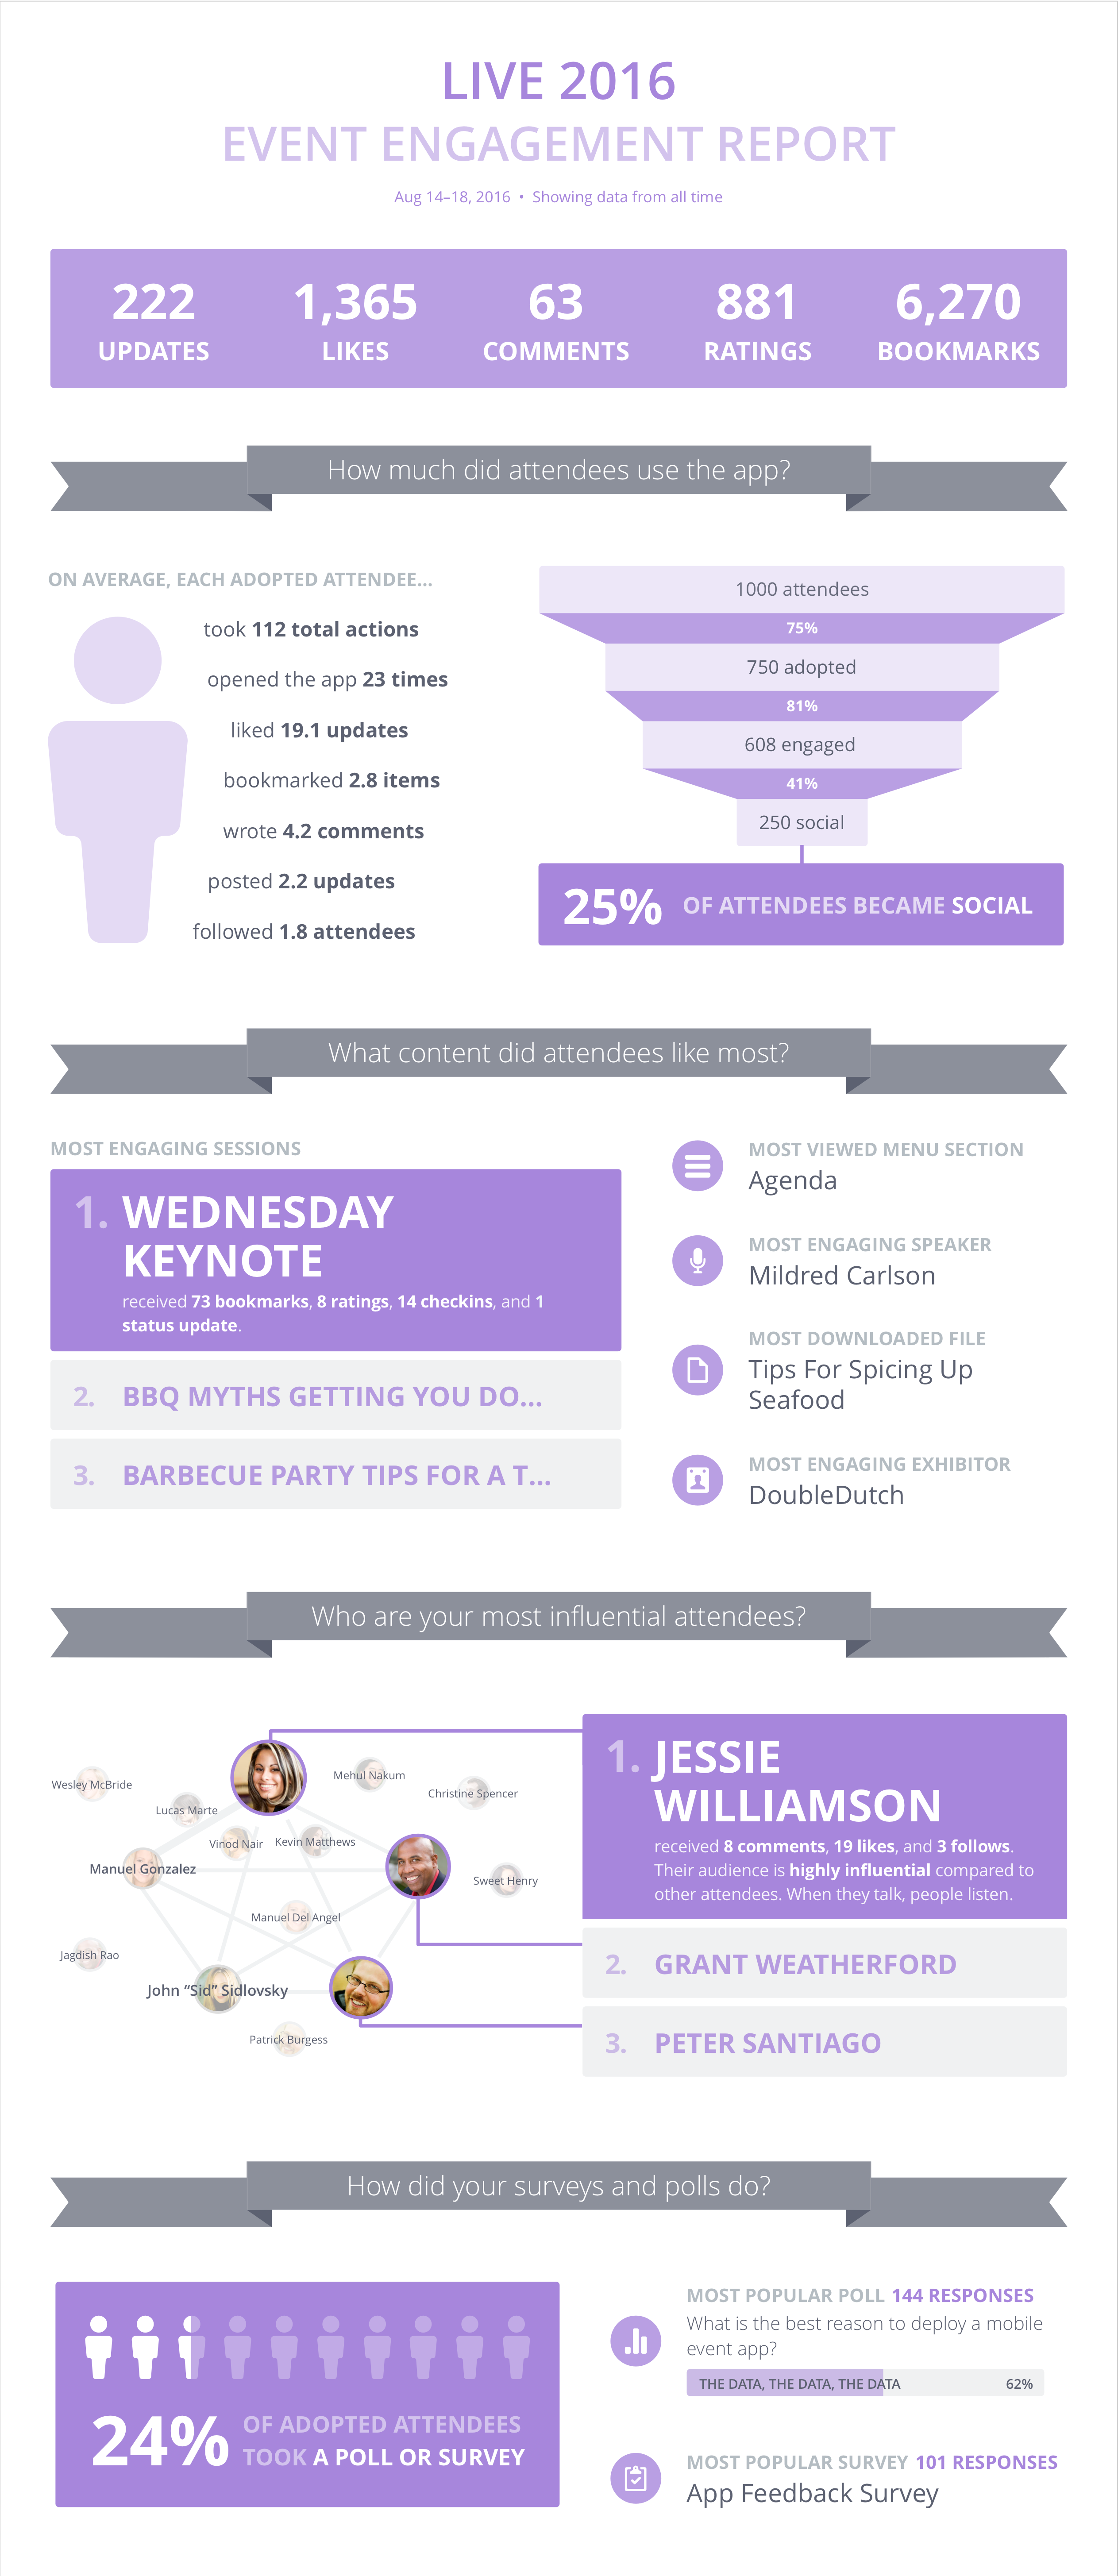 LIVE 2016
EVENT ENGAGEMENT REPORT
Aug 14–18, 2016 • Showing data from all time
222
UPDATES
1,365
LIKES
63
COMMENTS
881
RATINGS
6,270
BOOKMARKS
How much did attendees use the app?
ON AVERAGE, EACH ADOPTED ATTENDEE...
took 112 total actions
opened the app 23 times
liked 19.1 updates
bookmarked 2.8 items
wrote 4.2 comments
posted 2.2 updates
followed 1.8 attendees
1000 attendees
75%
750 adopted
81%
608 engaged
41%
250 social
25% OF ATTENDEES BECAME SOCIAL
What content did attendees like most?
MOST ENGAGING SESSIONS
1. WEDNESDAY
KEYNOTE
received 73 bookmarks, 8 ratings, 14 checkins, and 1
status update.
2. BBQ MYTHS GETTING YOU DO...
3. BARBECUE PARTY TIPS FOR A T...
MOST VIEWED MENU SECTION
Agenda
MOST ENGAGING SPEAKER
Mildred Carlson
MOST DOWNLOADED FILE
Tips For Spicing Up
Seafood
MOST ENGAGING EXHIBITOR
DoubleDutch
Who are your most influential attendees?
Wesley McBride
Mehul Nakum
Christine Spencer
Lucas Marte
Vinod Nair
Kevin Matthews
Manuel Gonzalez
Sweet Henry
Manuel Del Angel
Jagdish Rao
John “Sid” Sidlovsky
Patrick Burgess
1. JESSIE
WILLIAMSON
received 8 comments, 19 likes, and 3 follows.
Their audience is highly influential compared to
other attendees. When they talk, people listen.
2. GRANT WEATHERFORD
3. PETER SANTIAGO
How did your surveys and polls do?
24% OF ADOPTED ATTENDEES
TOOK A POLL OR SURVEY
MOST POPULAR POLL 144 RESPONSES
What is the best reason to deploy a mobile
event app?
THE DATA, THE DATA, THE DATA 62%
MOST POPULAR SURVEY 101 RESPONSES
App Feedback Survey